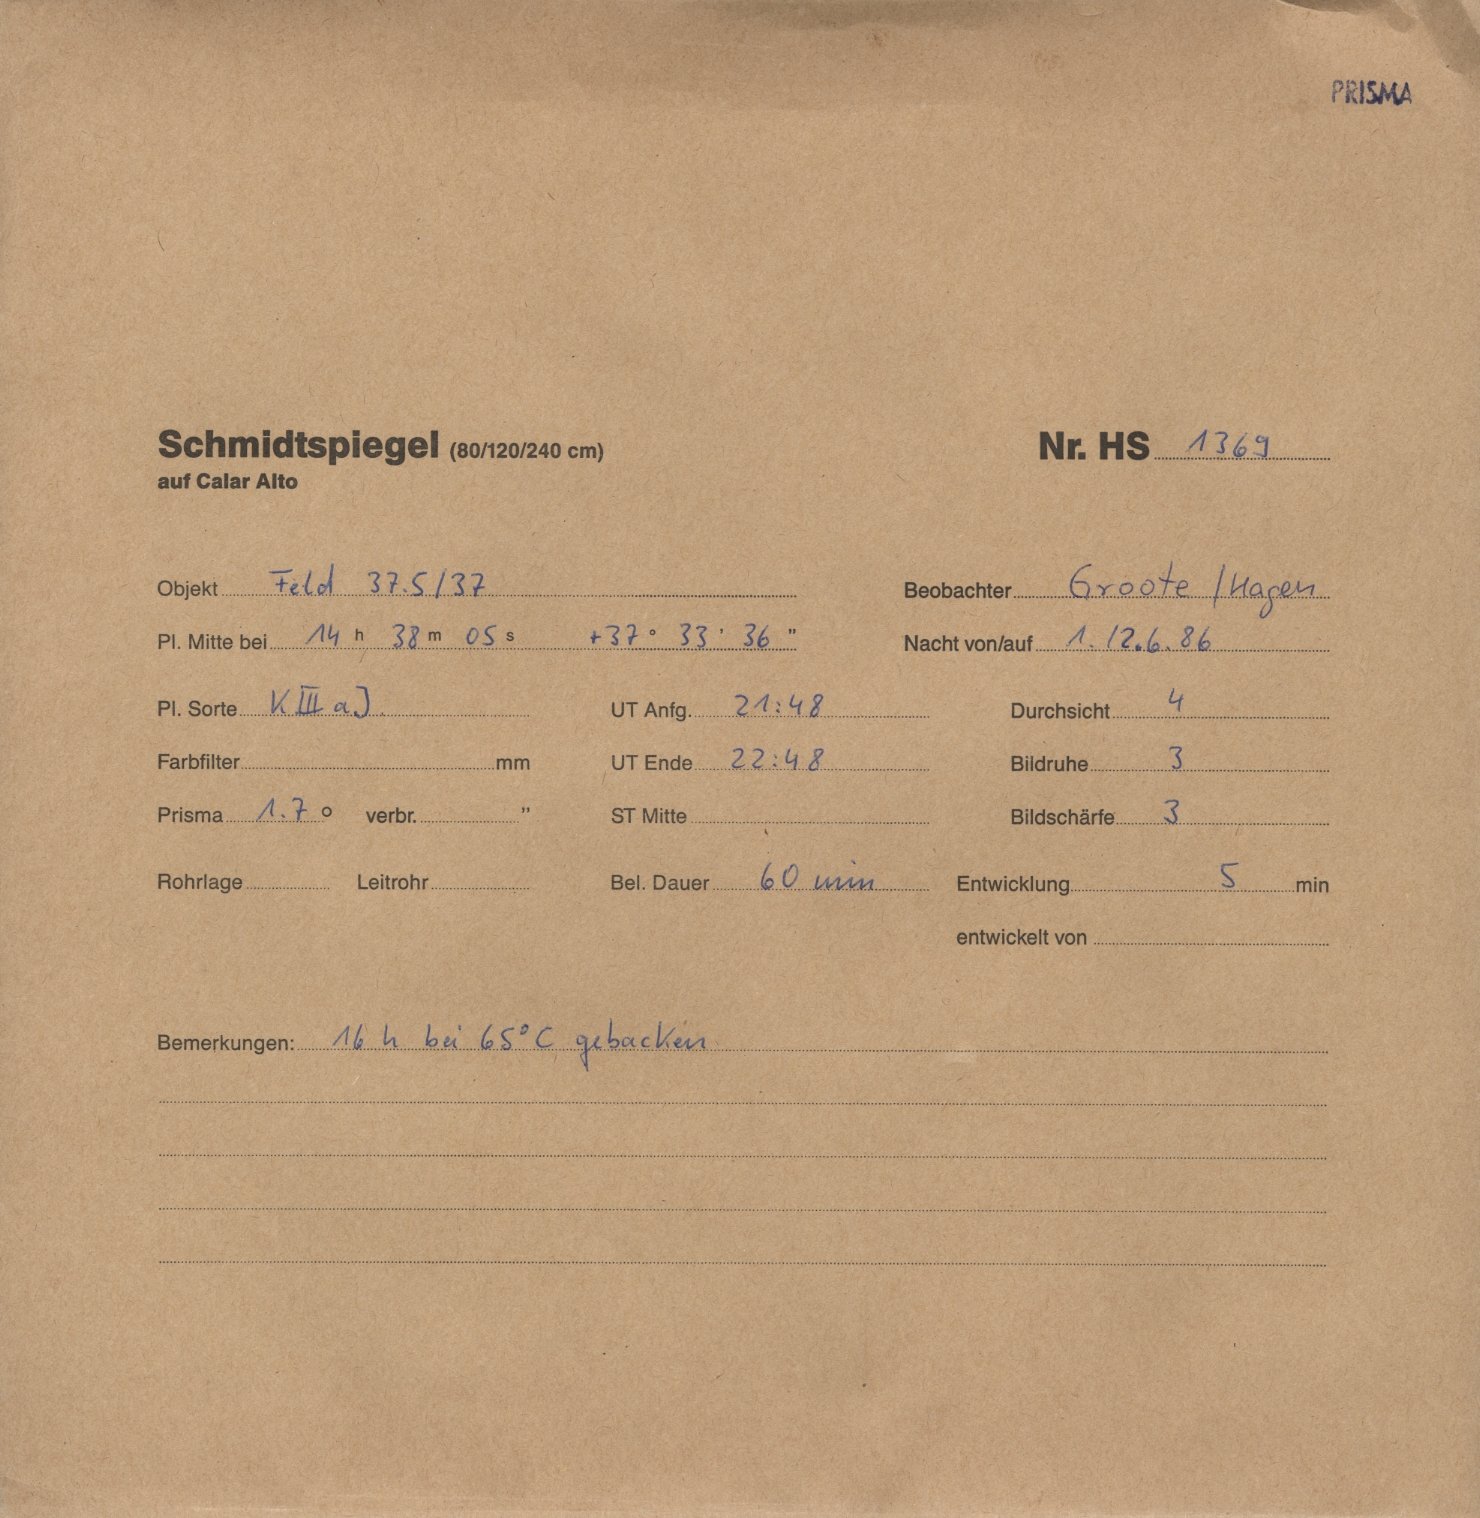 PRISMA
Schmidtspiegel (80/120/240 cm) Nr. HS 1369
auf Calar Alto
Objekt Feld 37.5/37 Beobachter Groote / Hagen
Pl. Mitte bei 14 h 38 m 05 s +37° 33' 36" Nacht von/auf 1./2.6.86
Pl. Sorte K III a J UT Anfg. 21:48 Durchsicht 4
Farbfilter mm UT Ende 22:48 Bildruhe 3
Prisma 1.7 ° verbr. " ST Mitte Bildschärfe 3
Rohrlage Leitrohr Bel. Dauer 60 min Entwicklung 5 min
entwickelt von
Bemerkungen: 16 h bei 65°C gebacken